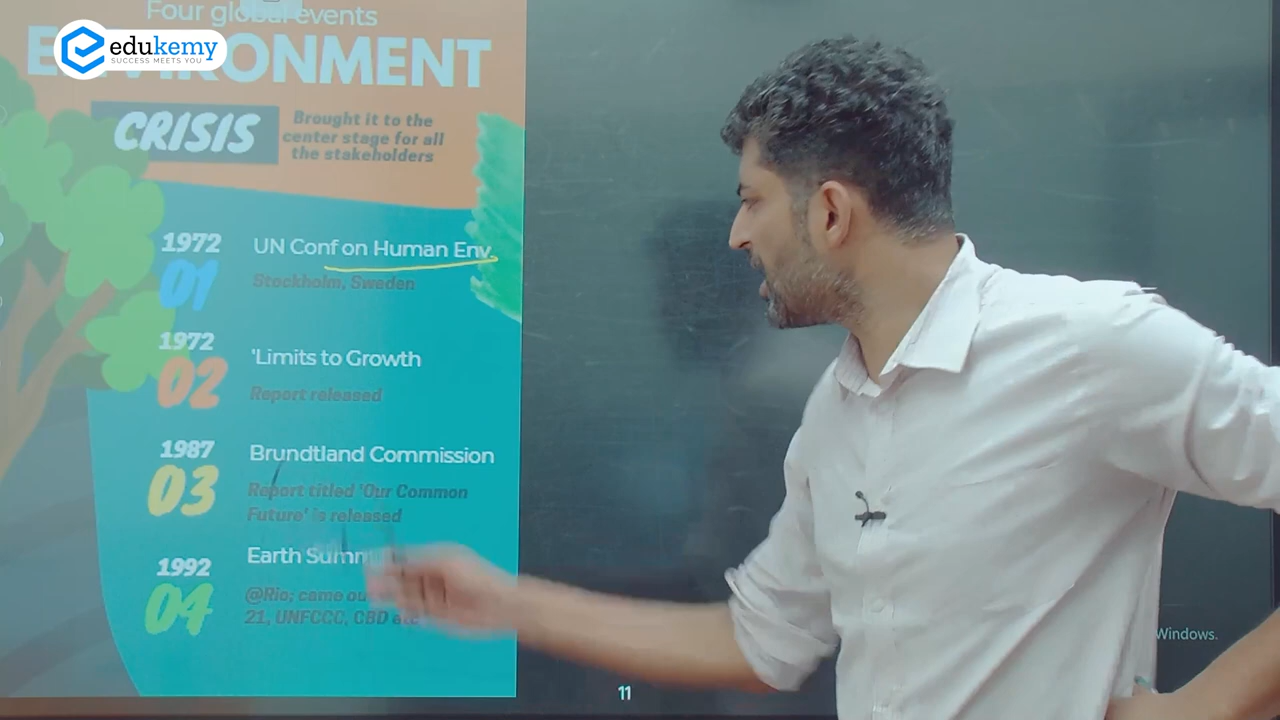 Four global events
edukemy
SUCCESS MEETS YOU
ENVIRONMENT
CRISIS
Brought it to the
center stage for all
the stakeholders
1972
01
UN Conf on Human Env
Stockholm, Sweden
1972
02
'Limits to Growth
Report released
1987
03
Brundtland Commission
Report titled 'Our Common
Future' is released
1992
04
Earth
@Rio; came
21, UNFCCC, CBD
Windows.
11